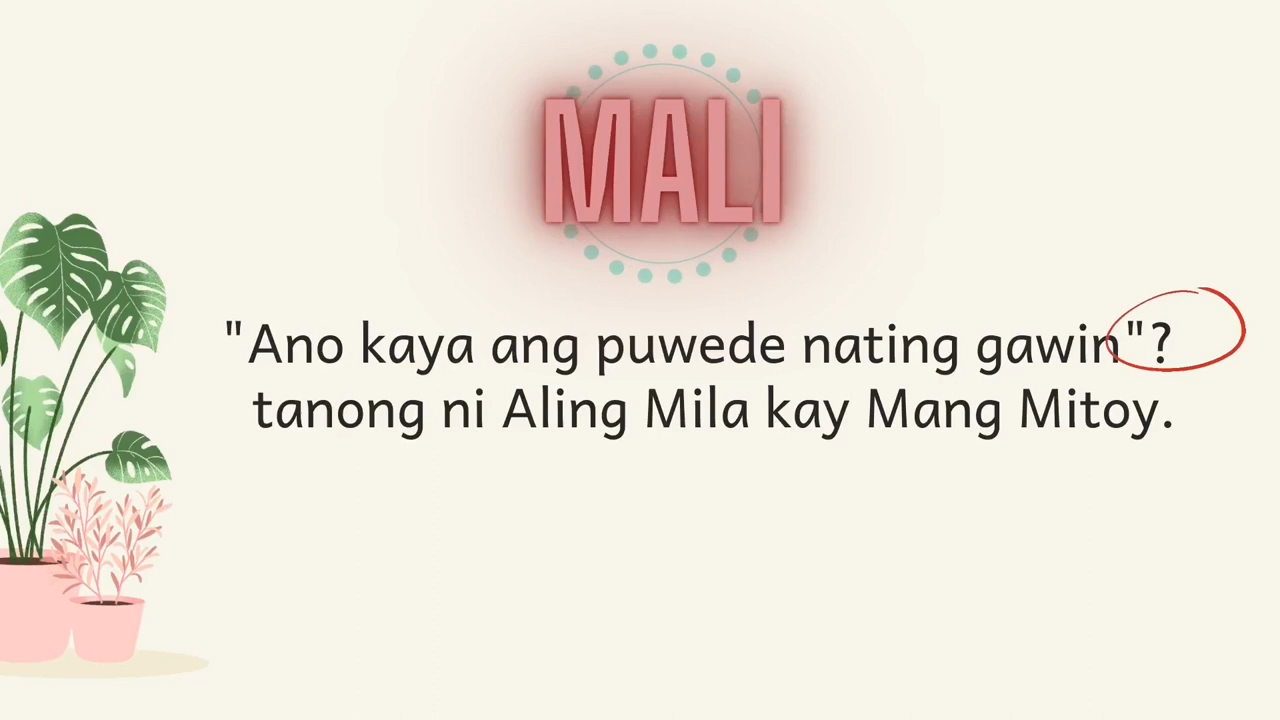 MALI
"Ano kaya ang puwede nating gawin"?
tanong ni Aling Mila kay Mang Mitoy.